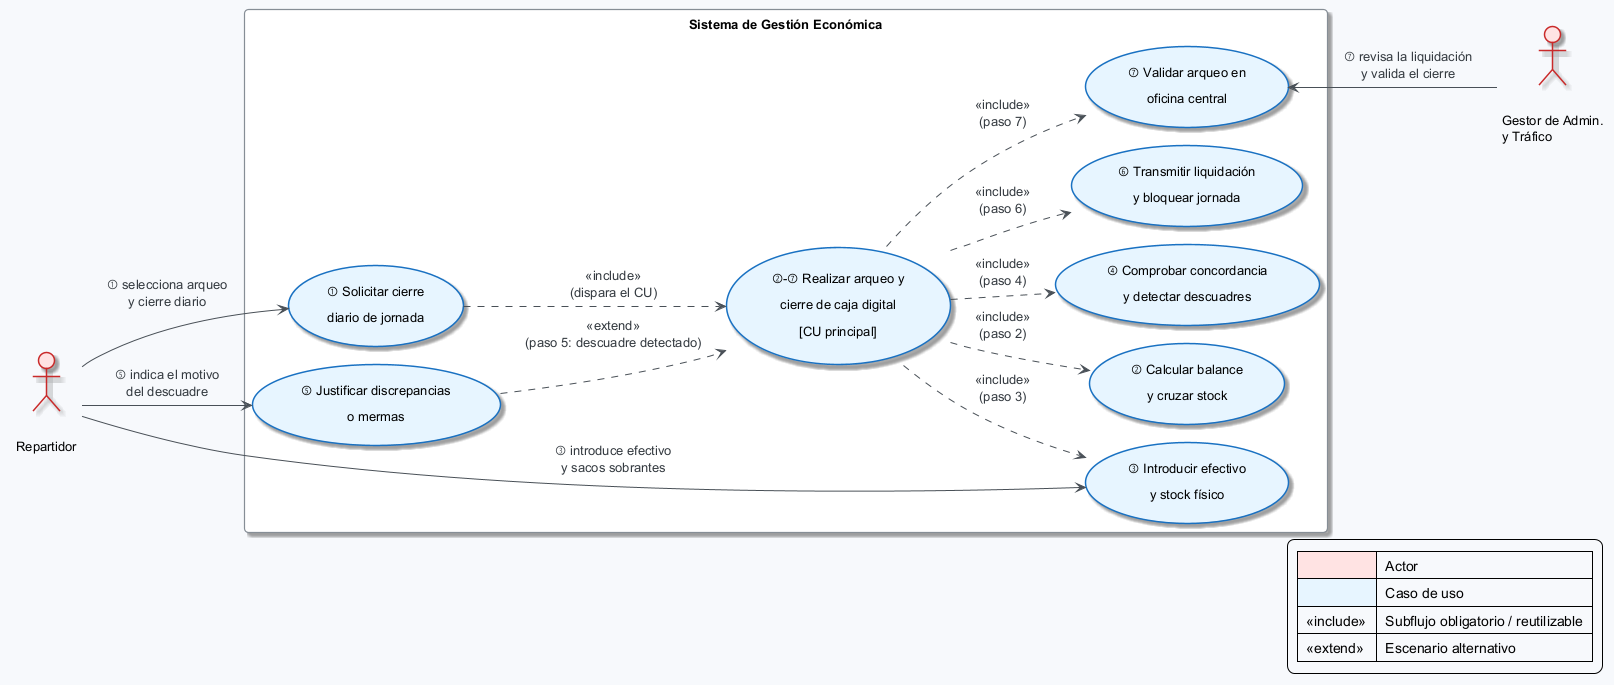 Sistema de Gestión Económica
⑦ Validar arqueo en
oficina central
⑦ revisa la liquidación
y valida el cierre
Gestor de Admin.
y Tráfico
«include»
(paso 7)
⑥ Transmitir liquidación
y bloquear jornada
«include»
(paso 6)
④ Comprobar concordancia
y detectar descuadres
«include»
(paso 4)
① selecciona arqueo
y cierre diario
① Solicitar cierre
diario de jornada
«include»
(dispara el CU)
②-⑦ Realizar arqueo y
cierre de caja digital
[CU principal]
«extend»
(paso 5: descuadre detectado)
«include»
(paso 2)
② Calcular balance
y cruzar stock
⑤ indica el motivo
del descuadre
⑤ Justificar discrepancias
o mermas
«include»
(paso 3)
Repartidor
③ introduce efectivo
y sacos sobrantes
③ Introducir efectivo
y stock físico
Actor
Caso de uso
«include» Subflujo obligatorio / reutilizable
«extend» Escenario alternativo